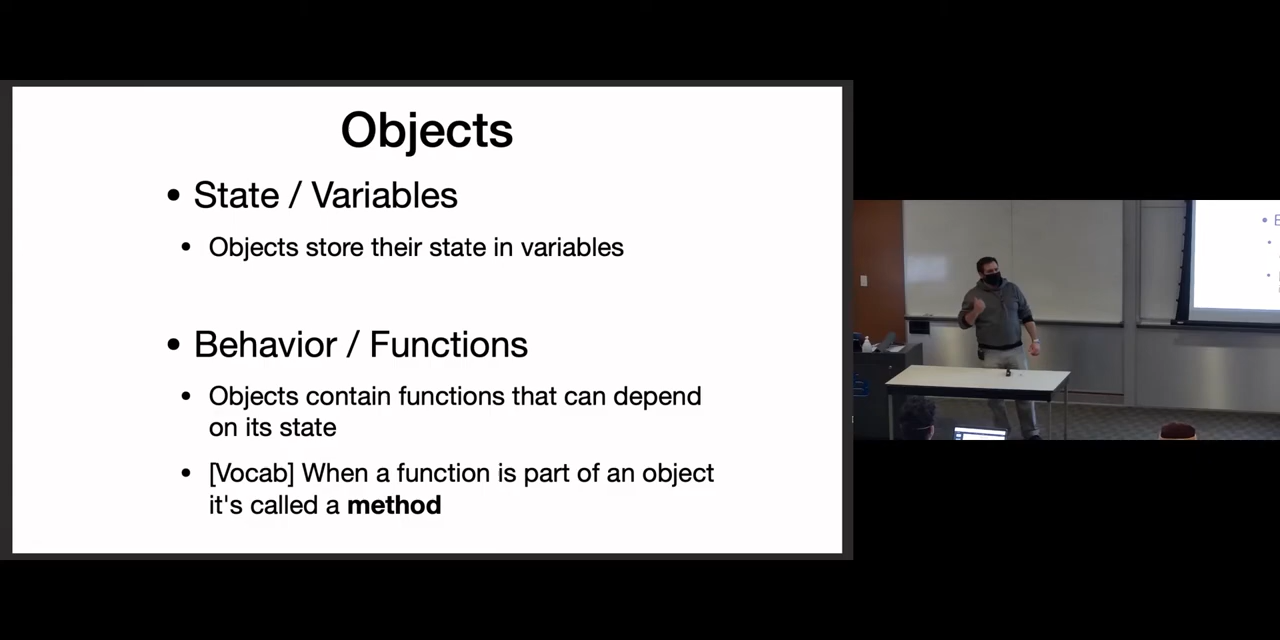 Objects
• State / Variables
• Objects store their state in variables
• Behavior / Functions
• Objects contain functions that can depend
on its state
• [Vocab] When a function is part of an object
it's called a method
• E